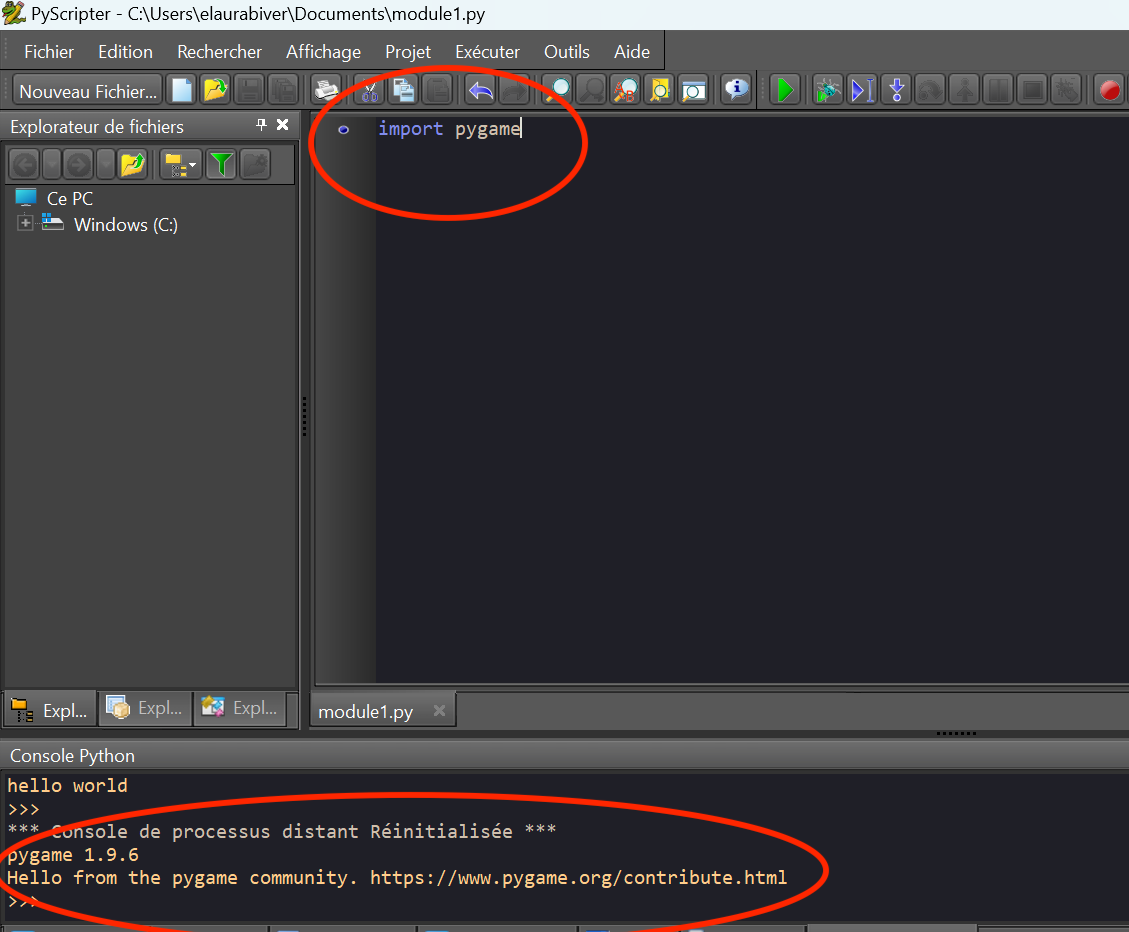 PyScripter - C:\Users\elaurabiver\Documents\module1.py
Fichier Edition Rechercher Affichage Projet Exécuter Outils Aide
Nouveau Fichier...
Explorateur de fichiers
import pygame
Ce PC
Windows (C:)
Expl... Expl... Expl...
module1.py
Console Python
hello world
>>>
*** Console de processus distant Réinitialisée ***
pygame 1.9.6
Hello from the pygame community. https://www.pygame.org/contribute.html
>>>